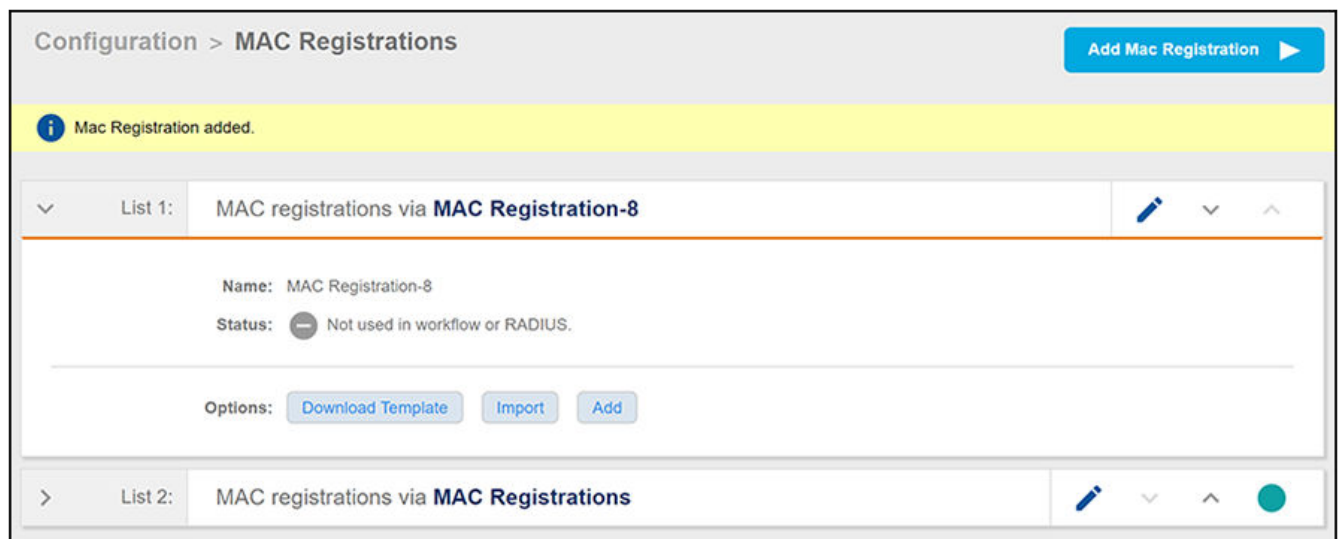 Configuration > MAC Registrations
Add Mac Registration
Mac Registration added.
List 1: MAC registrations via MAC Registration-8
Name: MAC Registration-8
Status: Not used in workflow or RADIUS.
Options: Download Template Import Add
List 2: MAC registrations via MAC Registrations